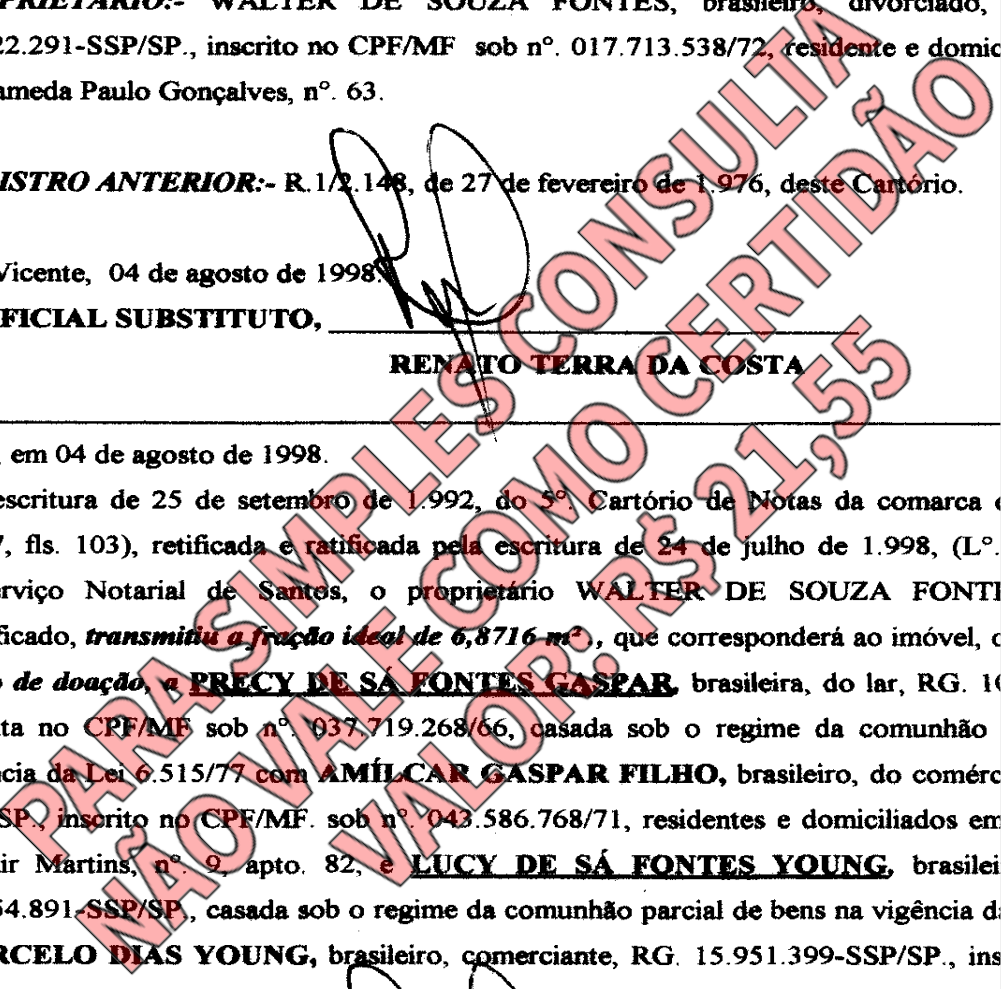 PRIETÁRIO:- WALTER DE SOUZA FONTES, brasileiro, divorciado,
22.291-SSP/SP., inscrito no CPF/MF sob nº. 017.713.538/72, residente e domic
ameda Paulo Gonçalves, nº. 63.
ISTRO ANTERIOR:- R.1/2.148, de 27 de fevereiro de 1.976, deste Cartório.
Vicente, 04 de agosto de 1998.
FICIAL SUBSTITUTO,
RENATO TERRA DA COSTA
, em 04 de agosto de 1998.
escritura de 25 de setembro de 1.992, do 5º. Cartório de Notas da comarca
7, fls. 103), retificada e ratificada pela escritura de 24 de julho de 1.998, (Lº.
erviço Notarial de Santos, o proprietário WALTER DE SOUZA FONTE
ficado, transmitiu a fração ideal de 6,8716 m², que corresponderá ao imóvel,
o de doação, a PRECY DE SÁ FONTES GASPAR, brasileira, do lar, RG. 1
ta no CPF/MF sob nº. 037.719.268/66, casada sob o regime da comunhão
ncia da Lei 6.515/77 com AMÍLCAR GASPAR FILHO, brasileiro, do comérc
SP., inscrito no CPF/MF. sob nº. 043.586.768/71, residentes e domiciliados em
ir Martins, nº. 9, apto. 82, e LUCY DE SÁ FONTES YOUNG, brasilei
54.891-SSP/SP., casada sob o regime da comunhão parcial de bens na vigência d
RCELO DIAS YOUNG, brasileiro, comerciante, RG. 15.951.399-SSP/SP., ins
PARA SIMPLES CONSULTA
NÃO VALE COMO CERTIDÃO
VALOR: R$ 21,55